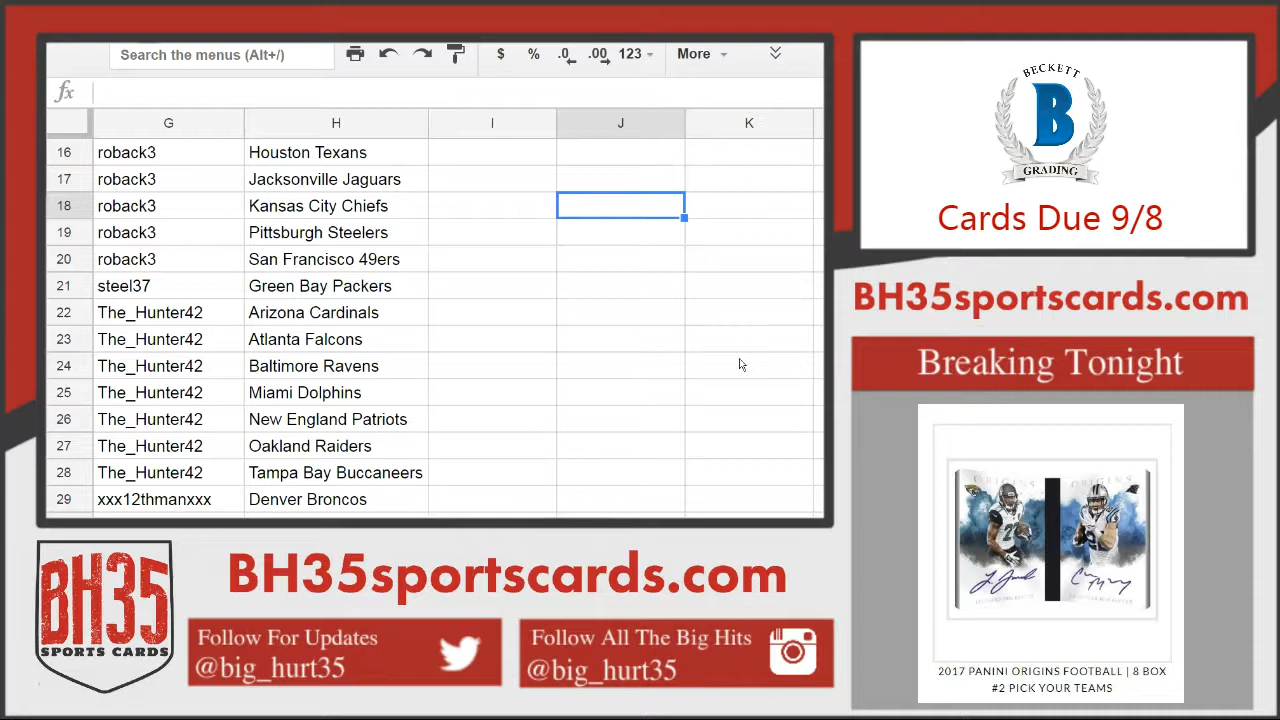 Search the menus (Alt+/)
$ % .0 .00 123 More
fx
G H I J K
16 roback3 Houston Texans
17 roback3 Jacksonville Jaguars
18 roback3 Kansas City Chiefs
19 roback3 Pittsburgh Steelers
20 roback3 San Francisco 49ers
21 steel37 Green Bay Packers
22 The_Hunter42 Arizona Cardinals
23 The_Hunter42 Atlanta Falcons
24 The_Hunter42 Baltimore Ravens
25 The_Hunter42 Miami Dolphins
26 The_Hunter42 New England Patriots
27 The_Hunter42 Oakland Raiders
28 The_Hunter42 Tampa Bay Buccaneers
29 xxx12thmanxxx Denver Broncos
BECKETT
B
GRADING
Cards Due 9/8
BH35sportscards.com
Breaking Tonight
ORIGINS ORIGINS
2017 PANINI ORIGINS FOOTBALL | 8 BOX
#2 PICK YOUR TEAMS
BH35
SPORTS CARDS
BH35sportscards.com
Follow For Updates
@big_hurt35
Follow All The Big Hits
@big_hurt35